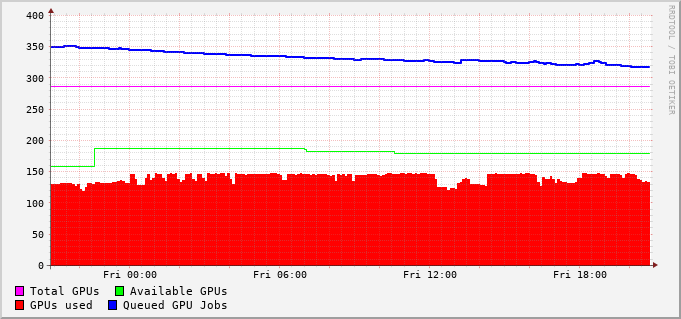 400
350
300
250
200
150
100
50
0
Fri 00:00 Fri 06:00 Fri 12:00 Fri 18:00
Total GPUs Available GPUs
GPUs used Queued GPU Jobs
RRDTOOL / TOBI OETIKER